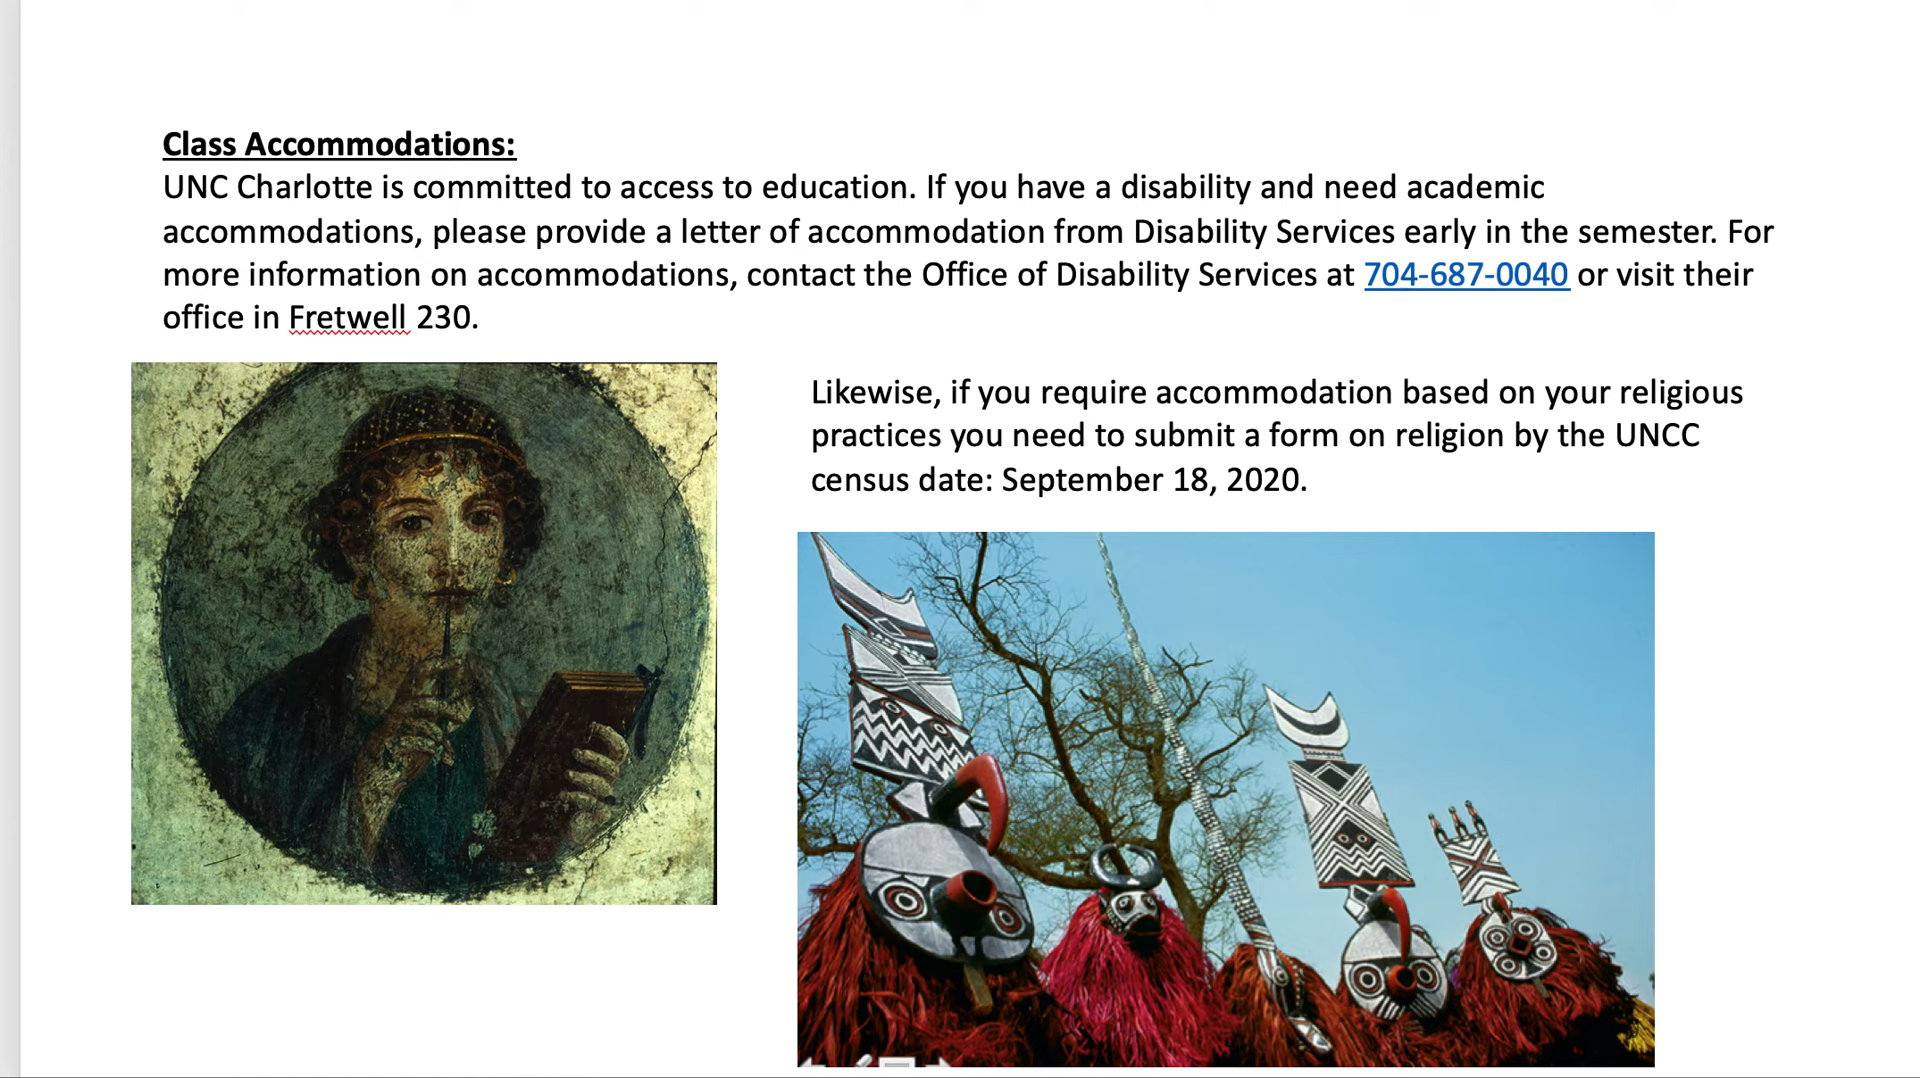 Class Accommodations:
UNC Charlotte is committed to access to education. If you have a disability and need academic
accommodations, please provide a letter of accommodation from Disability Services early in the semester. For
more information on accommodations, contact the Office of Disability Services at 704-687-0040 or visit their
office in Fretwell 230.
Likewise, if you require accommodation based on your religious
practices you need to submit a form on religion by the UNCC
census date: September 18, 2020.